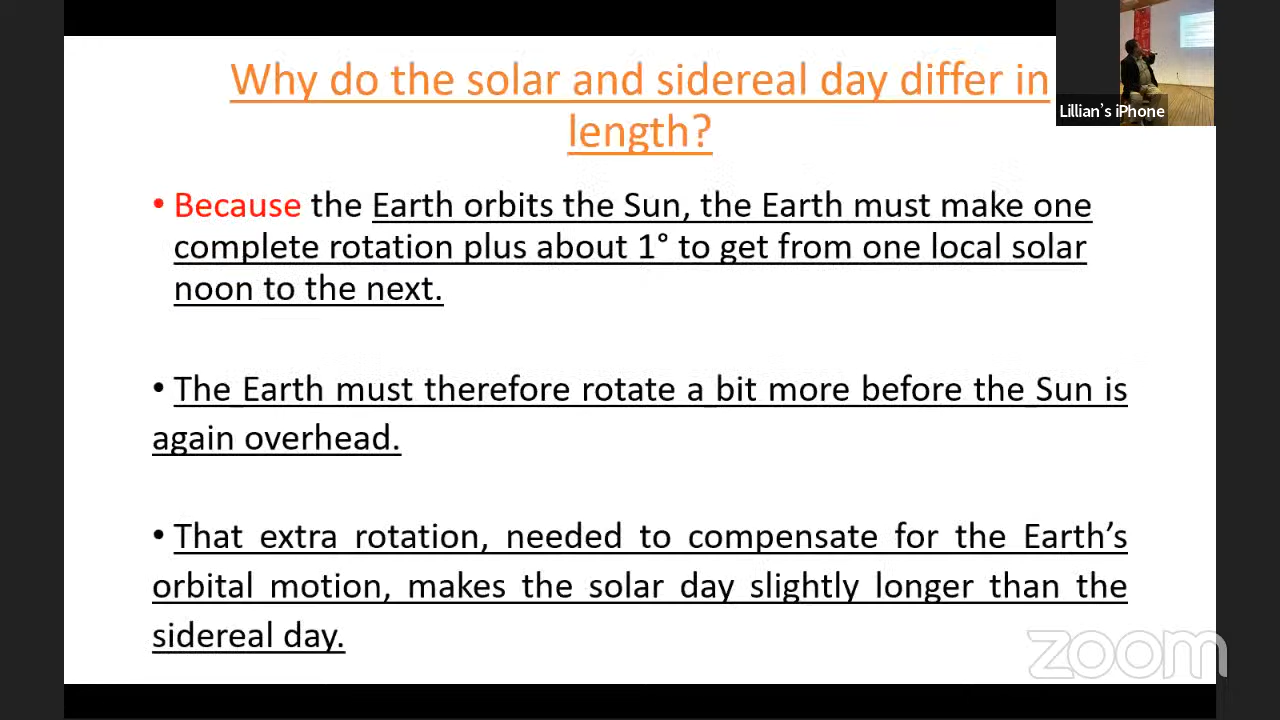 Why do the solar and sidereal day differ in
length?
Lillian's iPhone
• Because the Earth orbits the Sun, the Earth must make one
complete rotation plus about 1° to get from one local solar
noon to the next.
• The Earth must therefore rotate a bit more before the Sun is
again overhead.
• That extra rotation, needed to compensate for the Earth's
orbital motion, makes the solar day slightly longer than the
sidereal day.
zoom